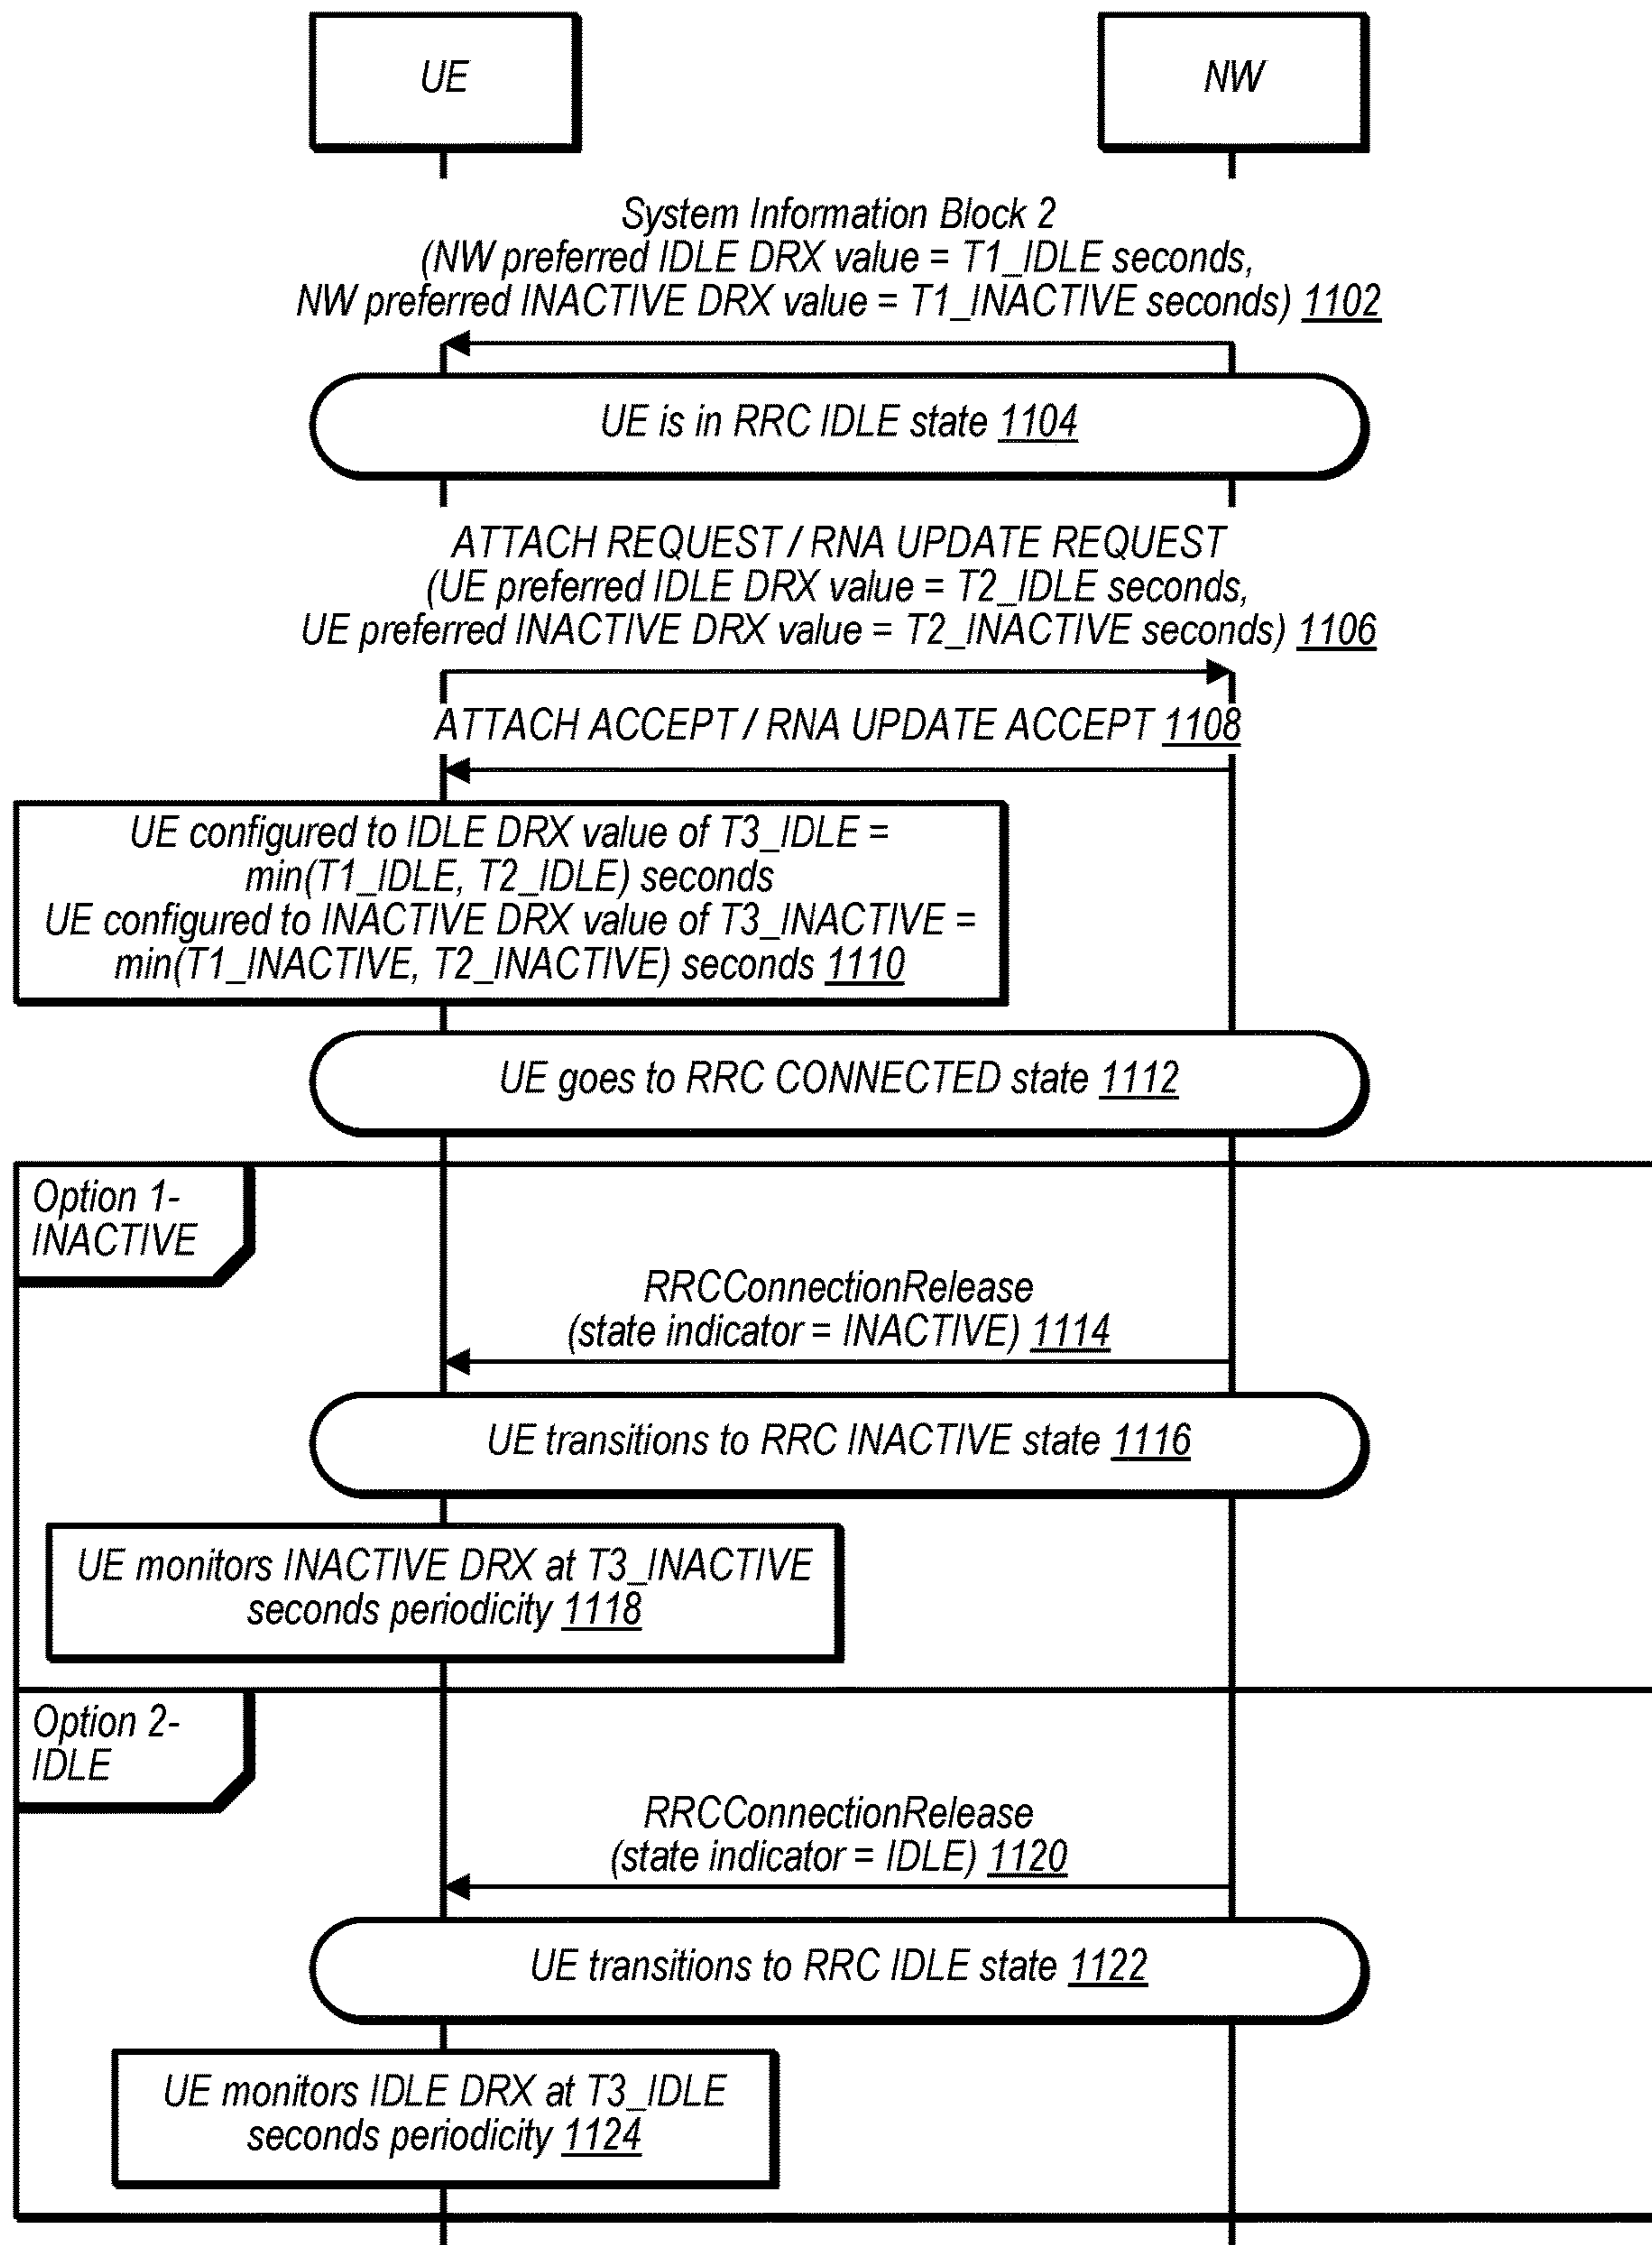 UE
NW
System Information Block 2
(NW preferred IDLE DRX value = T1_IDLE seconds,
NW preferred INACTIVE DRX value = T1_INACTIVE seconds) 1102
UE is in RRC IDLE state 1104
ATTACH REQUEST / RNA UPDATE REQUEST
(UE preferred IDLE DRX value = T2_IDLE seconds,
UE preferred INACTIVE DRX value = T2_INACTIVE seconds) 1106
ATTACH ACCEPT / RNA UPDATE ACCEPT 1108
UE configured to IDLE DRX value of T3_IDLE =
min(T1_IDLE, T2_IDLE) seconds
UE configured to INACTIVE DRX value of T3_INACTIVE =
min(T1_INACTIVE, T2_INACTIVE) seconds 1110
UE goes to RRC CONNECTED state 1112
Option 1-
INACTIVE
RRCConnectionRelease
(state indicator = INACTIVE) 1114
UE transitions to RRC INACTIVE state 1116
UE monitors INACTIVE DRX at T3_INACTIVE
seconds periodicity 1118
Option 2-
IDLE
RRCConnectionRelease
(state indicator = IDLE) 1120
UE transitions to RRC IDLE state 1122
UE monitors IDLE DRX at T3_IDLE
seconds periodicity 1124